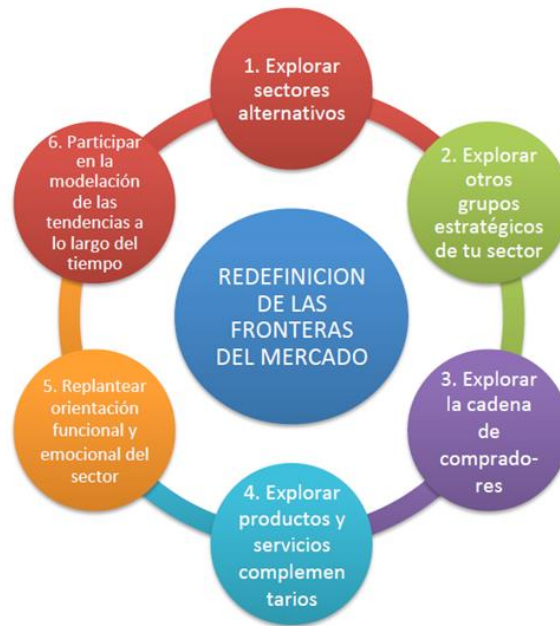 1. Explorar
sectores
alternativos
2. Explorar
otros
grupos
estratégicos
de tu sector
3. Explorar
la cadena
de
comprado-
res
4. Explorar
productos y
servicios
complemen
tarios
5. Replantear
orientación
funcional y
emocional del
sector
6. Participar
en la
modelación
de las
tendencias a
lo largo del
tiempo
REDEFINICION
DE LAS
FRONTERAS
DEL MERCADO